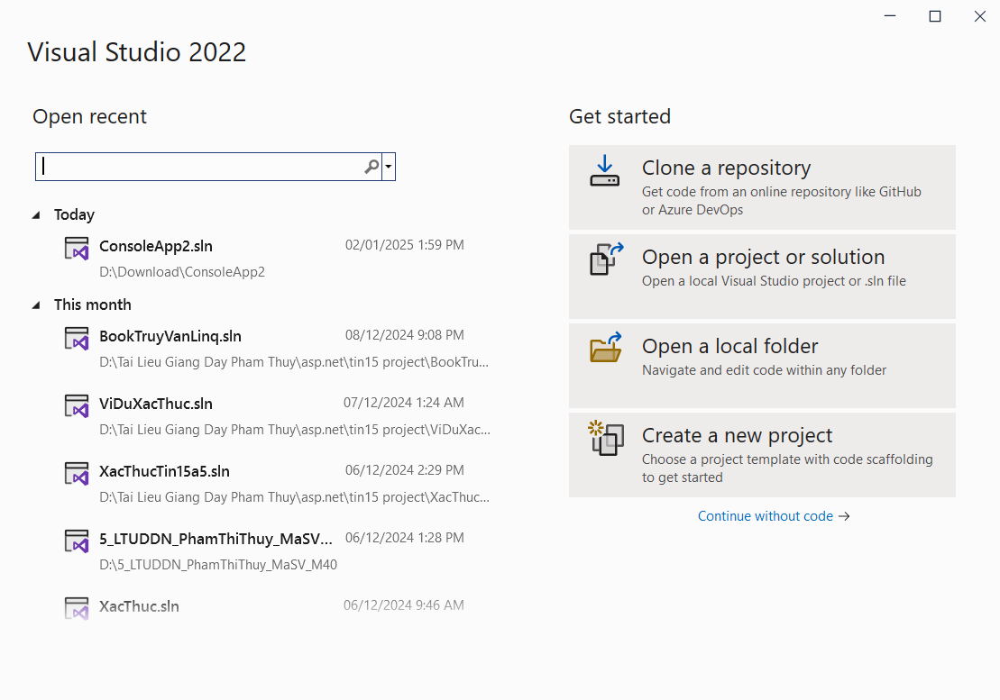 Visual Studio 2022
Open recent
Today
ConsoleApp2.sln 02/01/2025 1:59 PM
D:\Download\ConsoleApp2
This month
BookTruyVanLinq.sln 08/12/2024 9:08 PM
D:\Tai Lieu Giang Day Pham Thuy\asp.net\tin15 project\BookTru...
ViDuXacThuc.sln 07/12/2024 1:24 AM
D:\Tai Lieu Giang Day Pham Thuy\asp.net\tin15 project\ViDuXac...
XacThucTin15a5.sln 06/12/2024 2:29 PM
D:\Tai Lieu Giang Day Pham Thuy\asp.net\tin15 project\XacThuc...
5_LTUDDN_PhamThiThuy_MaSV... 06/12/2024 1:28 PM
D:\5_LTUDDN_PhamThiThuy_MaSV_M40
XacThuc.sln 06/12/2024 9:46 AM
Get started
Clone a repository
Get code from an online repository like GitHub
or Azure DevOps
Open a project or solution
Open a local Visual Studio project or .sln file
Open a local folder
Navigate and edit code within any folder
Create a new project
Choose a project template with code scaffolding
to get started
Continue without code →